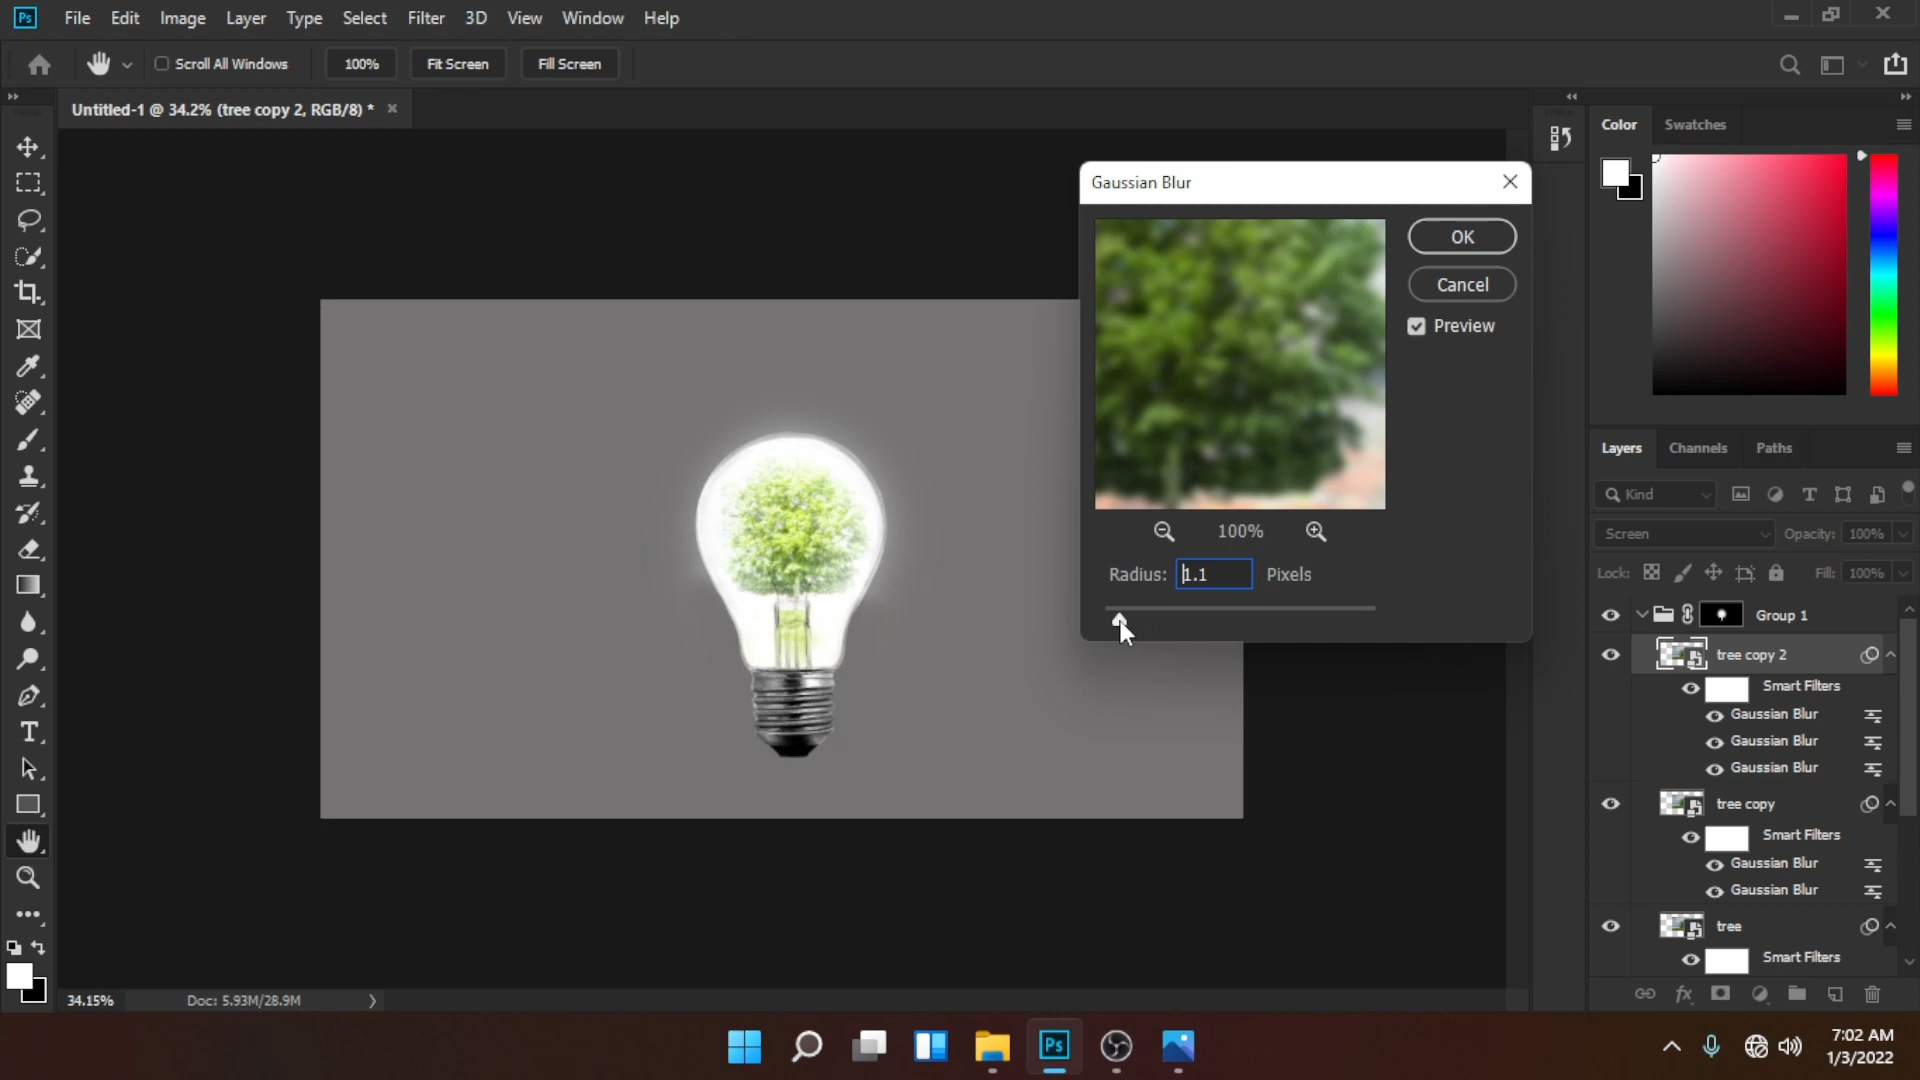 Ps File Edit Image Layer Type Select Filter 3D View Window Help
Scroll All Windows 100% Fit Screen Fill Screen
Untitled-1 @ 34.2% (tree copy 2, RGB/8) *
Color Swatches
Gaussian Blur
OK
Cancel
Preview
100%
Radius: 1.1 Pixels
Layers Channels Paths
Kind
Screen Opacity: 100%
Lock: Fill: 100%
Group 1
tree copy 2
Smart Filters
Gaussian Blur
Gaussian Blur
Gaussian Blur
tree copy
Smart Filters
Gaussian Blur
Gaussian Blur
tree
Smart Filters
fx
34.15% Doc: 5.93M/28.9M
Ps
7:02 AM
1/3/2022